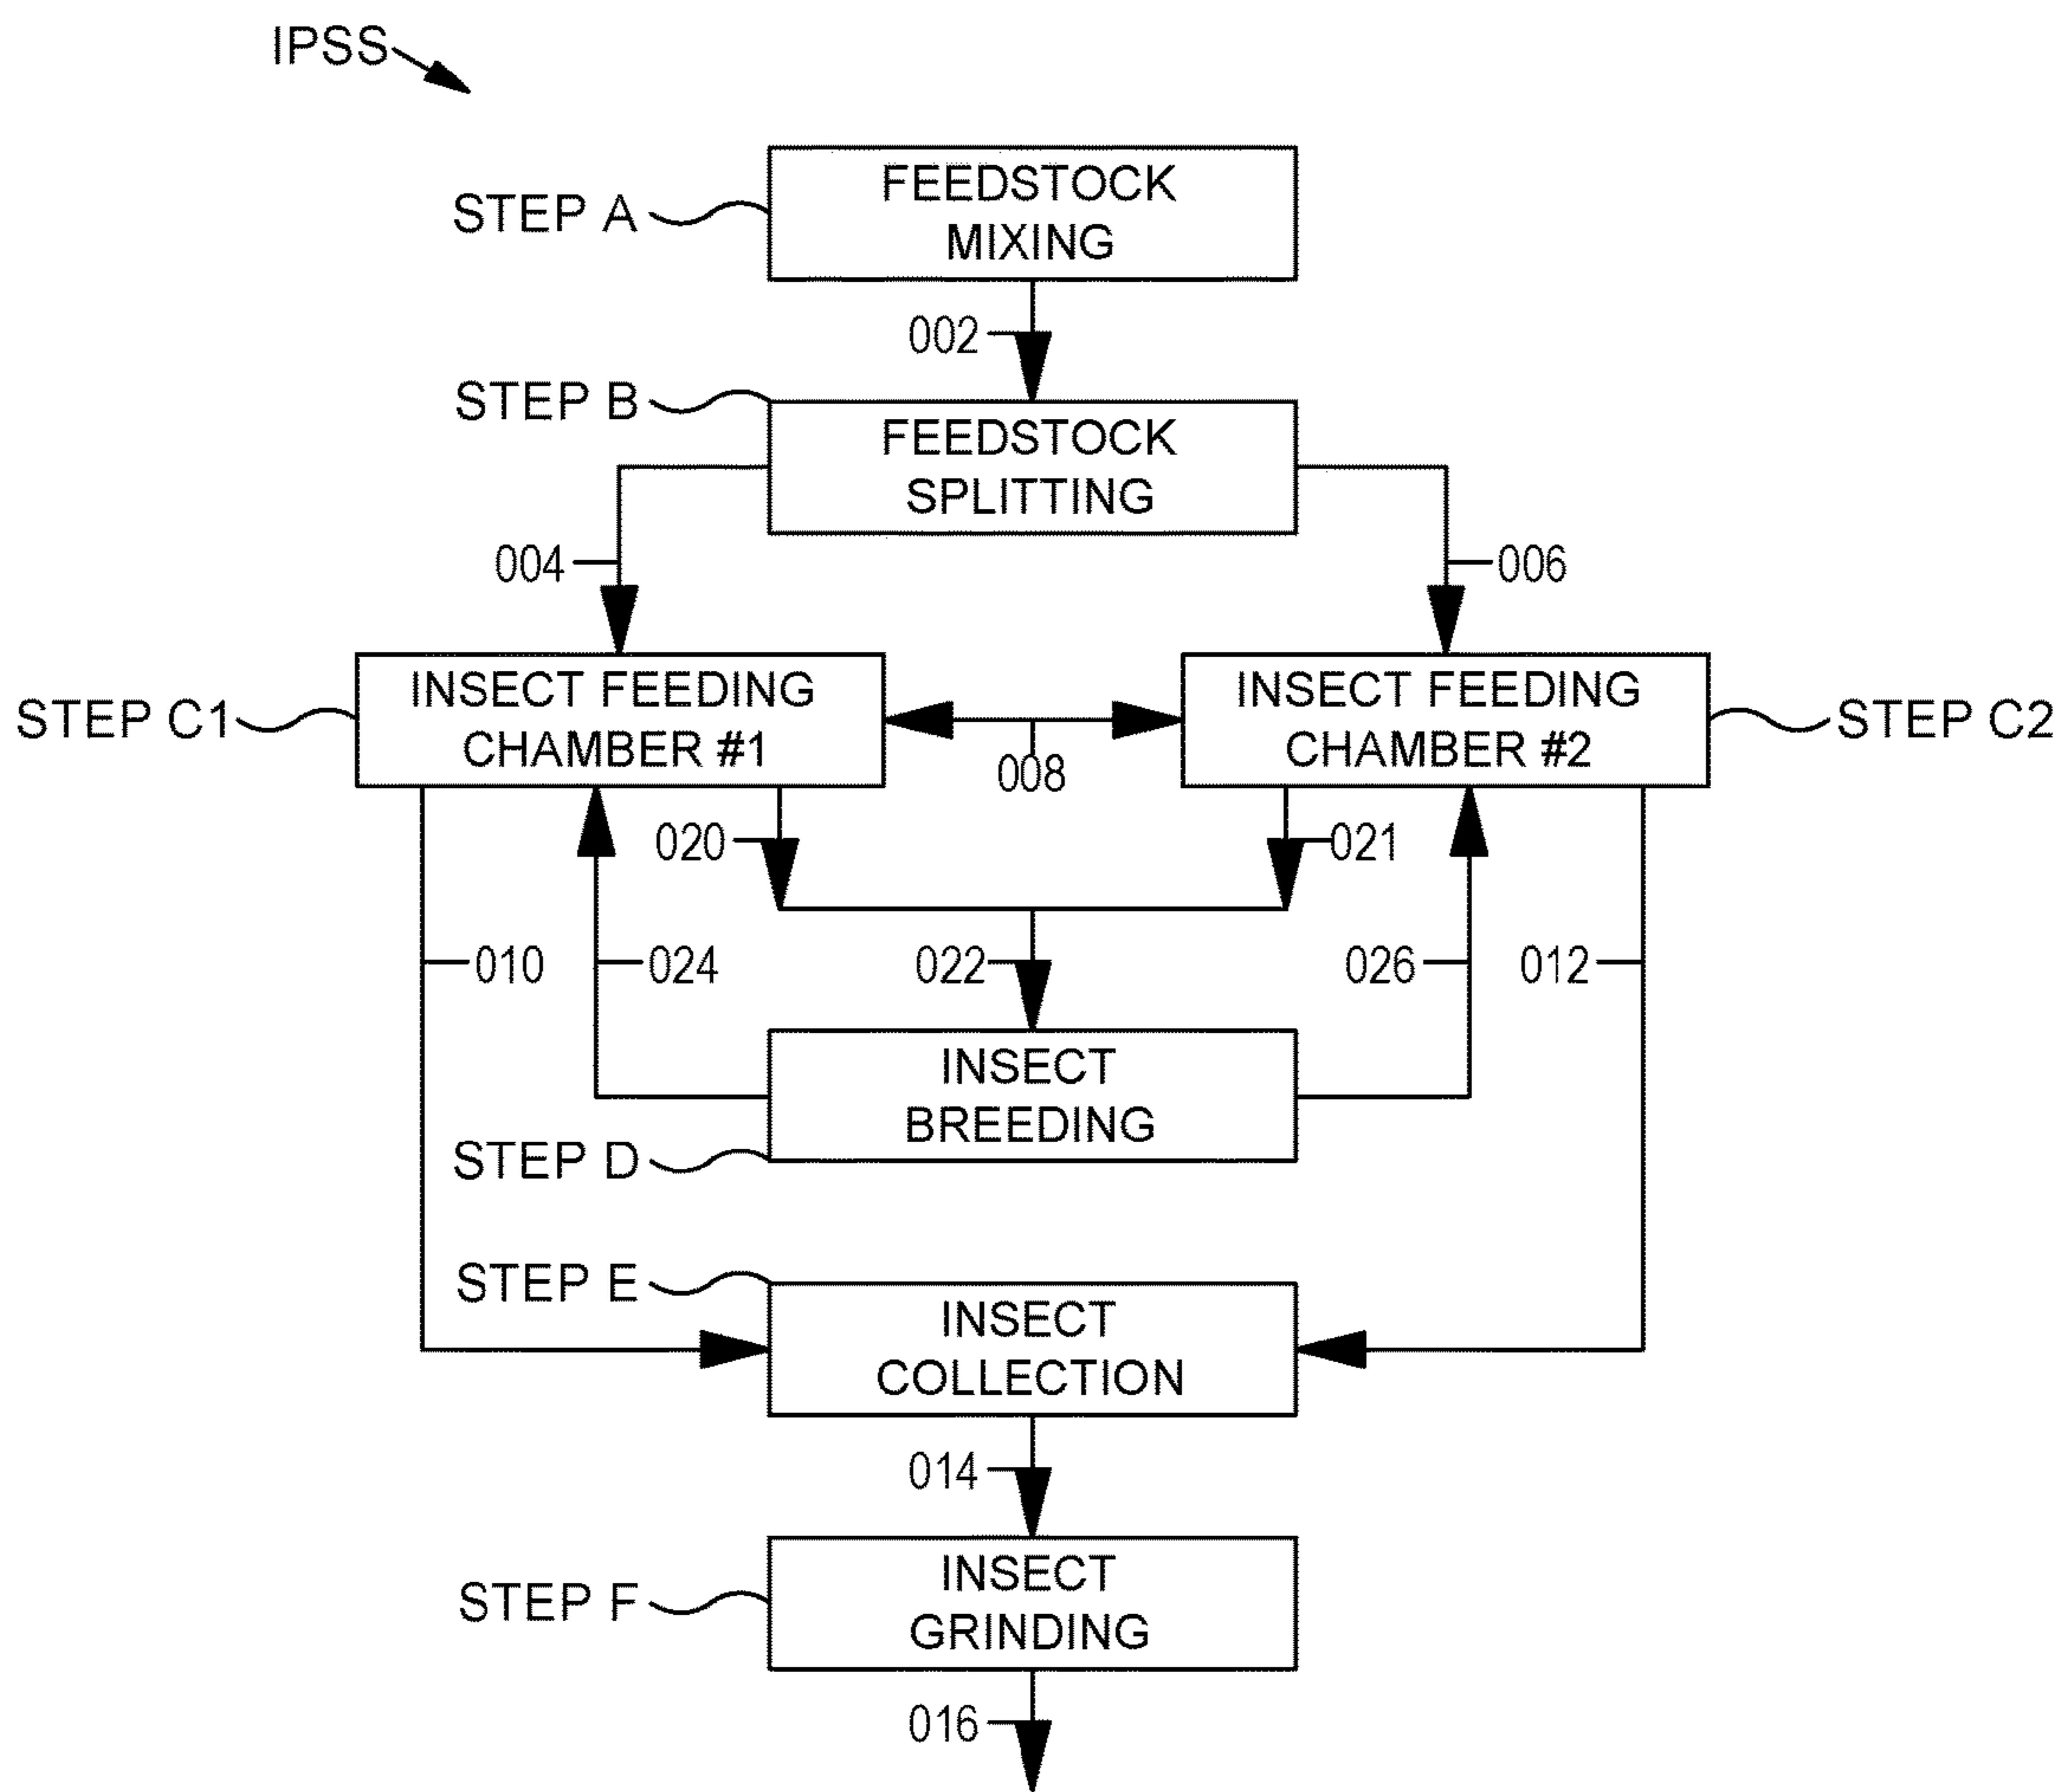 IPSS
STEP A
FEEDSTOCK
MIXING
002
STEP B
FEEDSTOCK
SPLITTING
004
006
STEP C1
INSECT FEEDING
CHAMBER #1
008
INSECT FEEDING
CHAMBER #2
STEP C2
020
021
010
024
022
026
012
INSECT
BREEDING
STEP D
STEP E
INSECT
COLLECTION
014
STEP F
INSECT
GRINDING
016